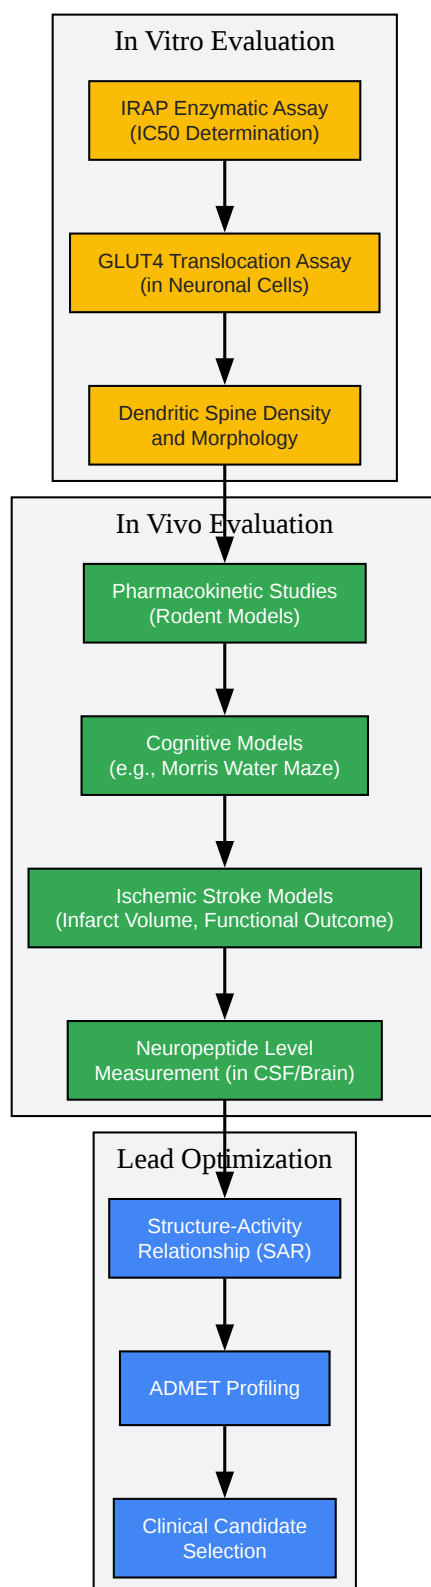 In Vitro Evaluation
IRAP Enzymatic Assay
(IC50 Determination)
GLUT4 Translocation Assay
(in Neuronal Cells)
Dendritic Spine Density
and Morphology
In Vivo Evaluation
Pharmacokinetic Studies
(Rodent Models)
Cognitive Models
(e.g., Morris Water Maze)
Ischemic Stroke Models
(Infarct Volume, Functional Outcome)
Neuropeptide Level
Measurement (in CSF/Brain)
Lead Optimization
Structure-Activity
Relationship (SAR)
ADMET Profiling
Clinical Candidate
Selection